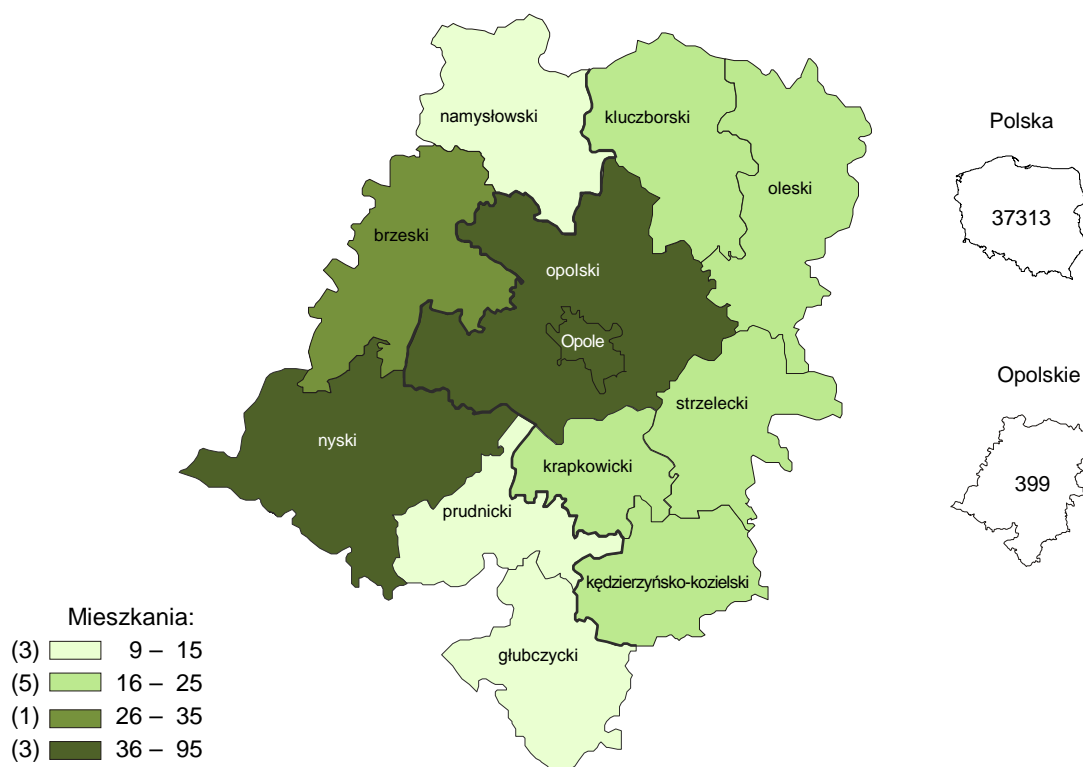 namysłowski
kluczborski
oleski
brzeski
opolski
Opole
strzelecki
nyski
krapkowicki
prudnicki
kędzierzyńsko-kozielski
głubczycki
Polska
37313
Opolskie
399
Mieszkania:
(3) 9 – 15
(5) 16 – 25
(1) 26 – 35
(3) 36 – 95